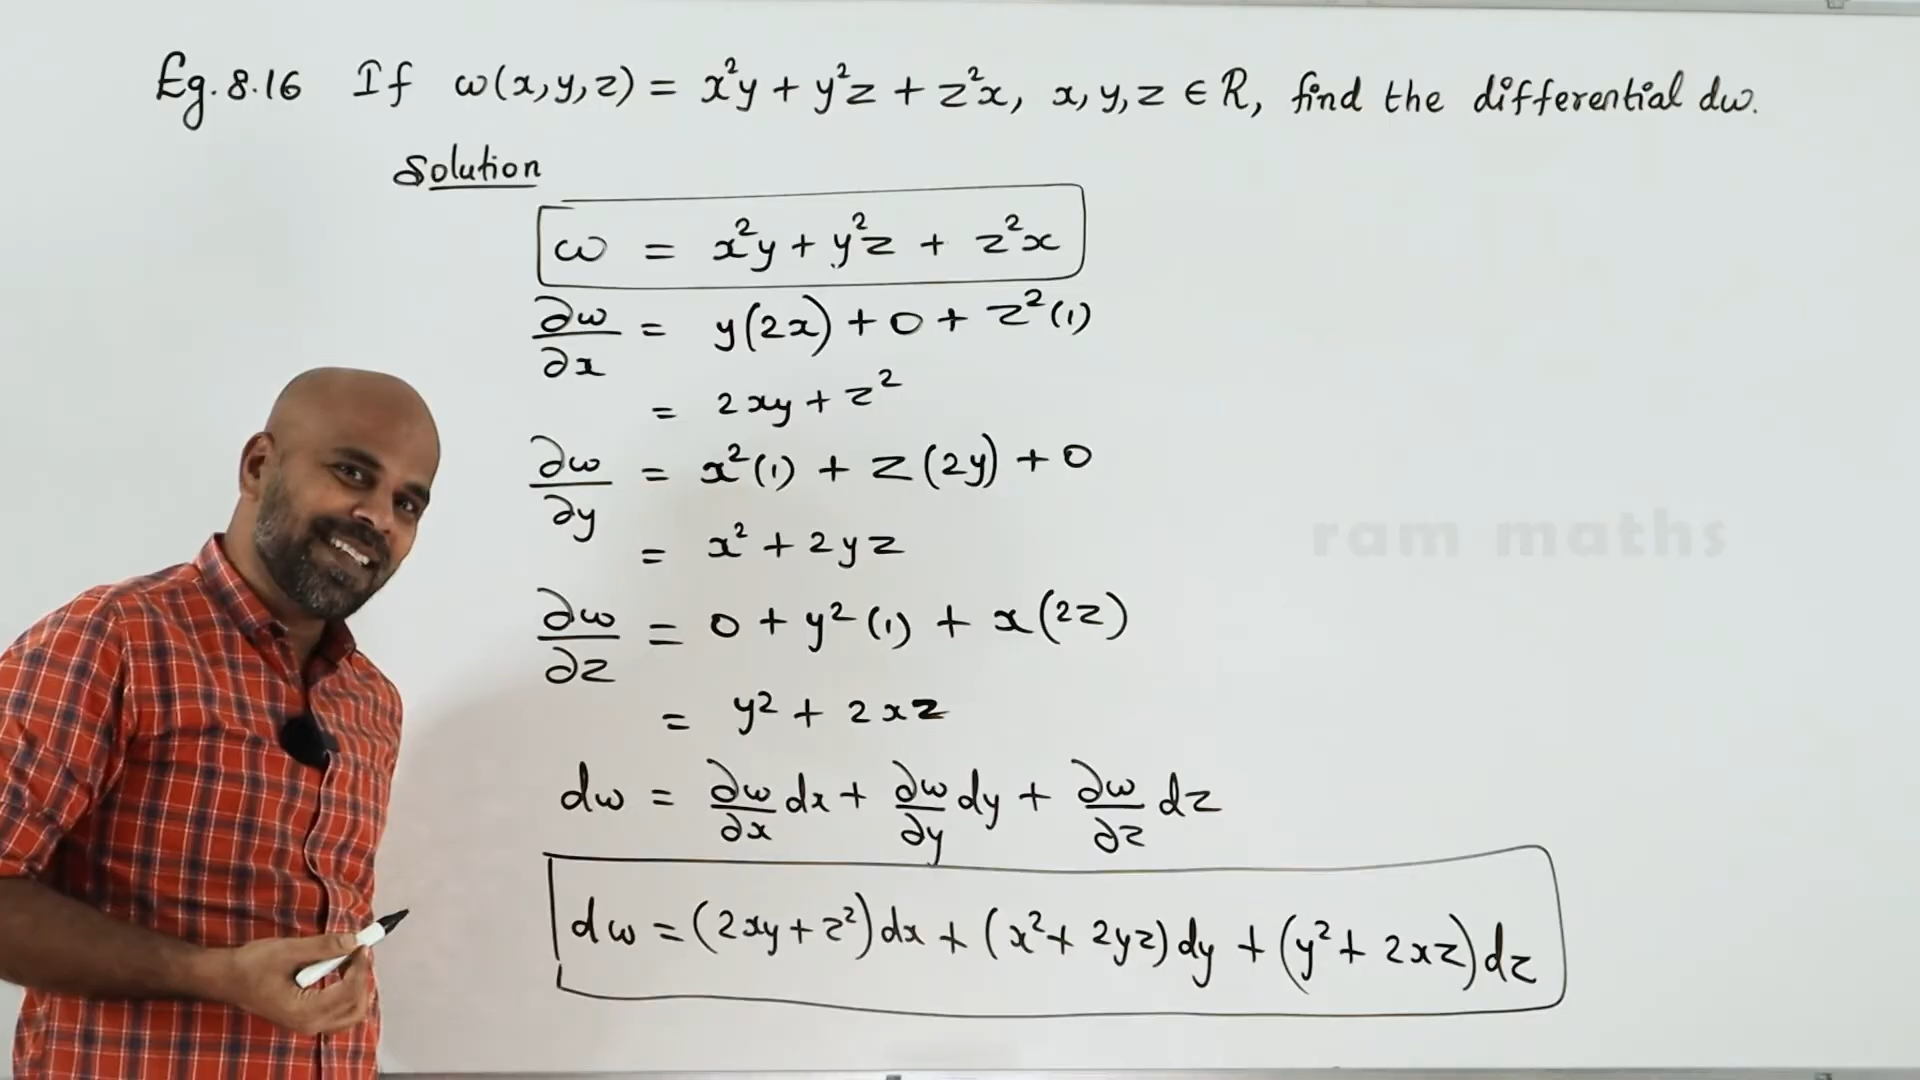 Eg. 8.16 If ω(x,y,z) = x²y + y²z + z²x, x,y,z ∈ R, find the differential dω.
Solution
ω = x²y + y²z + z²x
∂ω/∂x = y(2x) + 0 + z²(1)
= 2xy + z²
∂ω/∂y = x²(1) + z(2y) + 0
= x² + 2yz
ram maths
∂ω/∂z = 0 + y²(1) + x(2z)
= y² + 2xz
dω = ∂ω/∂x dx + ∂ω/∂y dy + ∂ω/∂z dz
dω = (2xy + z²)dx + (x² + 2yz)dy + (y² + 2xz)dz